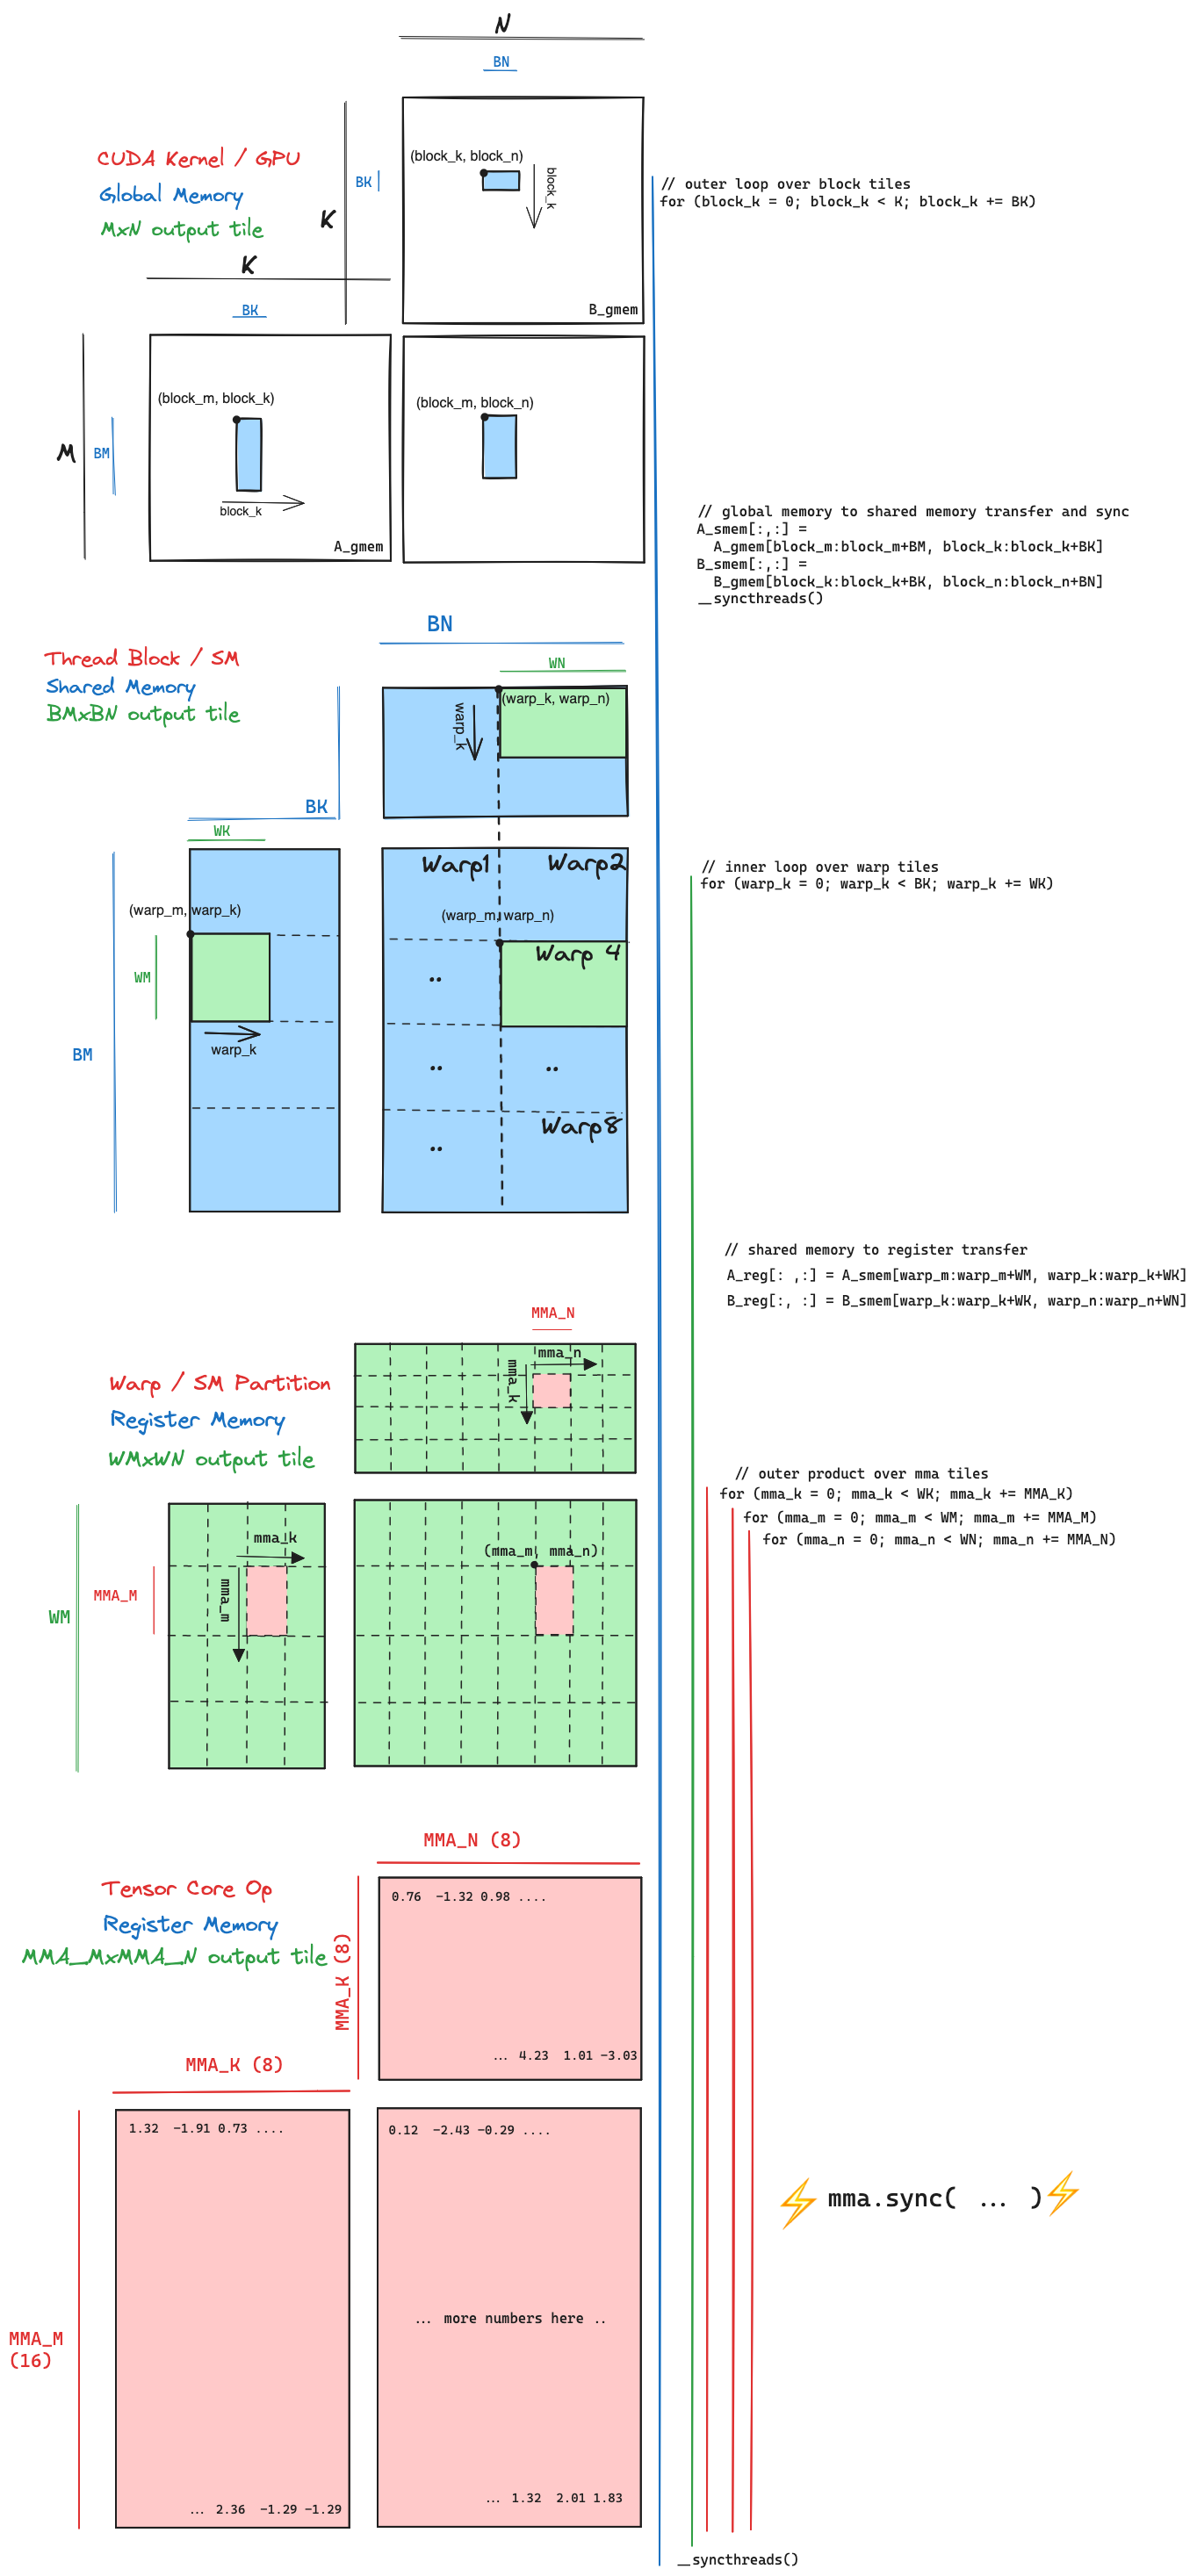 N
BN
CUDA Kernel / GPU
Global Memory
MxN output tile
(block_k, block_n)
BK
block_k
K
K
B_gmem
// outer loop over block tiles
for (block_k = 0; block_k < K; block_k += BK)
BK
(block_m, block_k)
(block_m, block_n)
M
BM
block_k
A_gmem
// global memory to shared memory transfer and sync
A_smem[:,:] =
A_gmem[block_m:block_m+BM, block_k:block_k+BK]
B_smem[:,:] =
B_gmem[block_k:block_k+BK, block_n:block_n+BN]
__syncthreads()
BN
Thread Block / SM
Shared Memory
BMxBN output tile
WN
(warp_k, warp_n)
warp_k
BK
WK
Warp1
Warp2
(warp_m, warp_k)
(warp_m, warp_n)
Warp 4
WM
..
warp_k
BM
..
..
Warp8
..
// inner loop over warp tiles
for (warp_k = 0; warp_k < BK; warp_k += WK)
// shared memory to register transfer
A_reg[: ,:] = A_smem[warp_m:warp_m+WM, warp_k:warp_k+WK]
B_reg[:, :] = B_smem[warp_k:warp_k+WK, warp_n:warp_n+WN]
MMA_N
Warp / SM Partition
Register Memory
WMxWN output tile
mma_n
mma_k
// outer product over mma tiles
for (mma_k = 0; mma_k < WK; mma_k += MMA_K)
for (mma_m = 0; mma_m < WM; mma_m += MMA_M)
for (mma_n = 0; mma_n < WN; mma_n += MMA_N)
mma_k
(mma_m, mma_n)
MMA_M
mma_m
WM
MMA_N (8)
Tensor Core Op
Register Memory
MMA_MxMMA_N output tile
MMA_K (8)
0.76 -1.32 0.98 ....
... 4.23 1.01 -3.03
MMA_K (8)
1.32 -1.91 0.73 ....
0.12 -2.43 -0.29 ....
mma.sync( ... )
... more numbers here ..
MMA_M
(16)
... 2.36 -1.29 -1.29
... 1.32 2.01 1.83
__syncthreads()